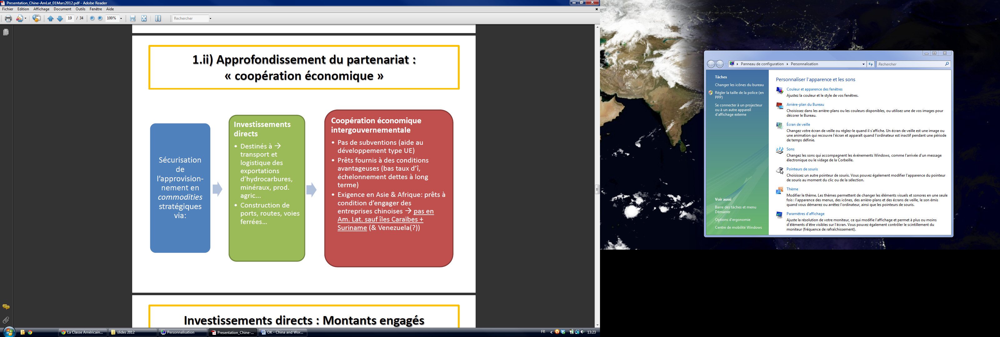 Presentation_Chine-AmLat_01Mars2012.pdf - Adobe Reader
Fichier Edition Affichage Document Outils Fenêtre Aide
19 / 34 100% Rechercher
1.ii) Approfondissement du partenariat :
« coopération économique »
Sécurisation
de
l’approvision-
nement en
commodities
stratégiques
via:
Investissements
directs
• Destinés à →
transport et
logistique des
exportations
d’hydrocarbures,
minéraux, prod.
agric...
• Construction de
ports, routes, voies
ferrées...
Coopération économique
intergouvernementale
• Pas de subventions (aide au
développement type UE)
• Prêts fournis à des conditions
avantageuses (bas taux d’î,
échelonnement dettes à long
terme)
• Exigence en Asie & Afrique: prêts à
condition d’engager des
entreprises chinoises → pas en
Am. Lat. sauf îles Caraïbes +
Suriname (& Venezuela(?))
Investissements directs : Montants engagés
La Classe Américain...
slides 2012
Personnalisation
Presentation_Chine-...
OK - China and Wor...
FR
13:23
Panneau de configuration
Personnalisation
Rechercher
Tâches
Changer les icônes du bureau
Régler la taille de la police (en
PPP)
Se connecter à un projecteur
ou à un autre appareil
d'affichage externe
Voir aussi
Barre des tâches et menu
Démarrer
Options d'ergonomie
Centre de mobilité Windows
Personnaliser l'apparence et les sons
Couleur et apparence des fenêtres
Ajustez la couleur et le style de vos fenêtres.
Arrière-plan du Bureau
Choisissez dans les arrière-plans ou les couleurs disponibles, ou utilisez une de vos images pour
décorer le Bureau.
Écran de veille
Changez votre écran de veille ou réglez-le quand il s'affiche. Un écran de veille est une image ou
une animation qui recouvre l'écran et apparaît quand l'ordinateur est inactif pendant une période
de temps définie.
Sons
Changez les sons qui accompagnent les événements Windows, comme l'arrivée d'un message
électronique ou le vidage de la Corbeille.
Pointeurs de souris
Choisissez un autre pointeur de souris. Vous pouvez également modifier l'apparence du pointeur
de souris au moment du clic ou de la sélection.
Thème
Modifier le thème. Les thèmes permettent de changer les éléments visuels et sonores en une seule
fois : l'apparence des menus, des icônes, des arrière-plans et des écrans de veille, le son émis
quand vous démarrez ou arrêtez l'ordinateur, ainsi que les pointeurs de souris.
Paramètres d'affichage
Ajuste la résolution de votre moniteur, ce qui modifie l'affichage et permet à plus ou moins
d'éléments d'être visibles sur l'écran. Vous pouvez également contrôler le scintillement du
moniteur (fréquence de rafraîchissement).